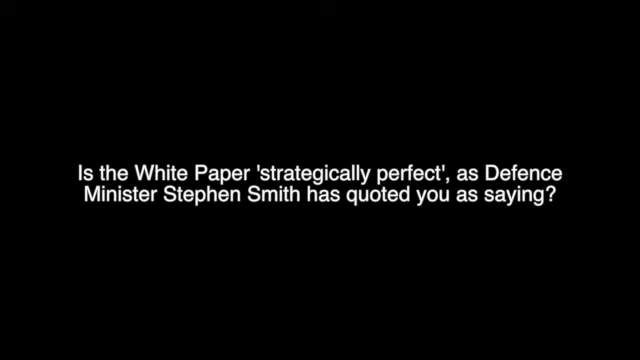 Is the White Paper 'strategically perfect', as Defence
Minister Stephen Smith has quoted you as saying?